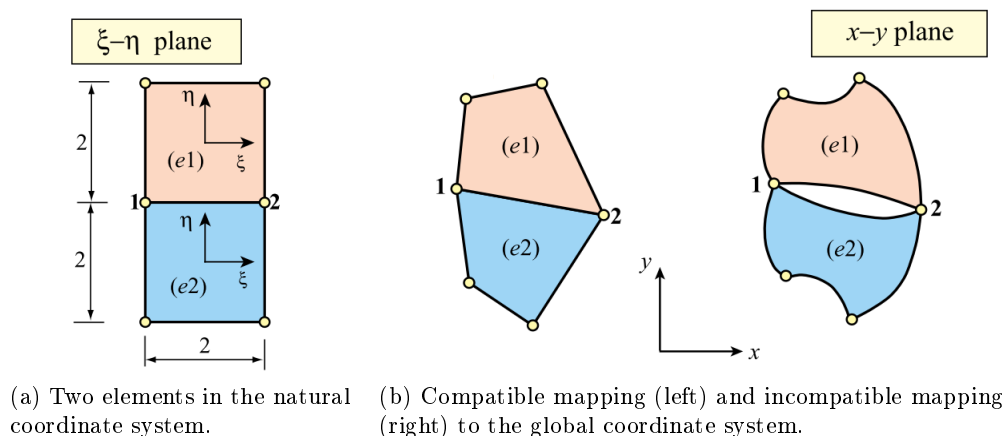 ξ–η plane
x–y plane
η
ξ
(e1)
2
1
2
η
ξ
(e2)
2
2
(e1)
1
2
(e2)
y
x
(e1)
1
2
(e2)
(a) Two elements in the natural
coordinate system.
(b) Compatible mapping (left) and incompatible mapping
(right) to the global coordinate system.